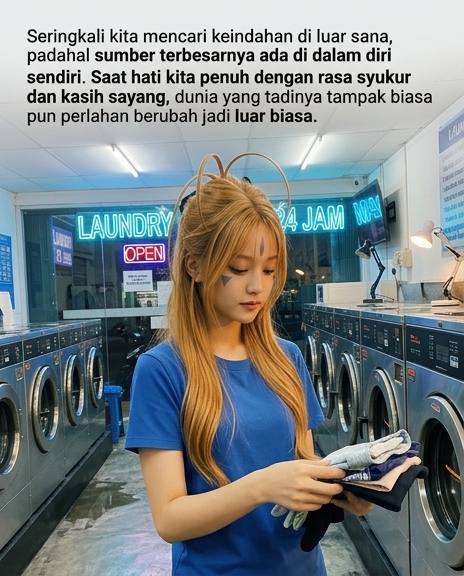 Seringkali kita mencari keindahan di luar sana,
padahal sumber terbesarnya ada di dalam diri
sendiri. Saat hati kita penuh dengan rasa syukur
dan kasih sayang, dunia yang tadinya tampak biasa
pun perlahan berubah jadi luar biasa.
LAUNDRY 24 JAM
OPEN